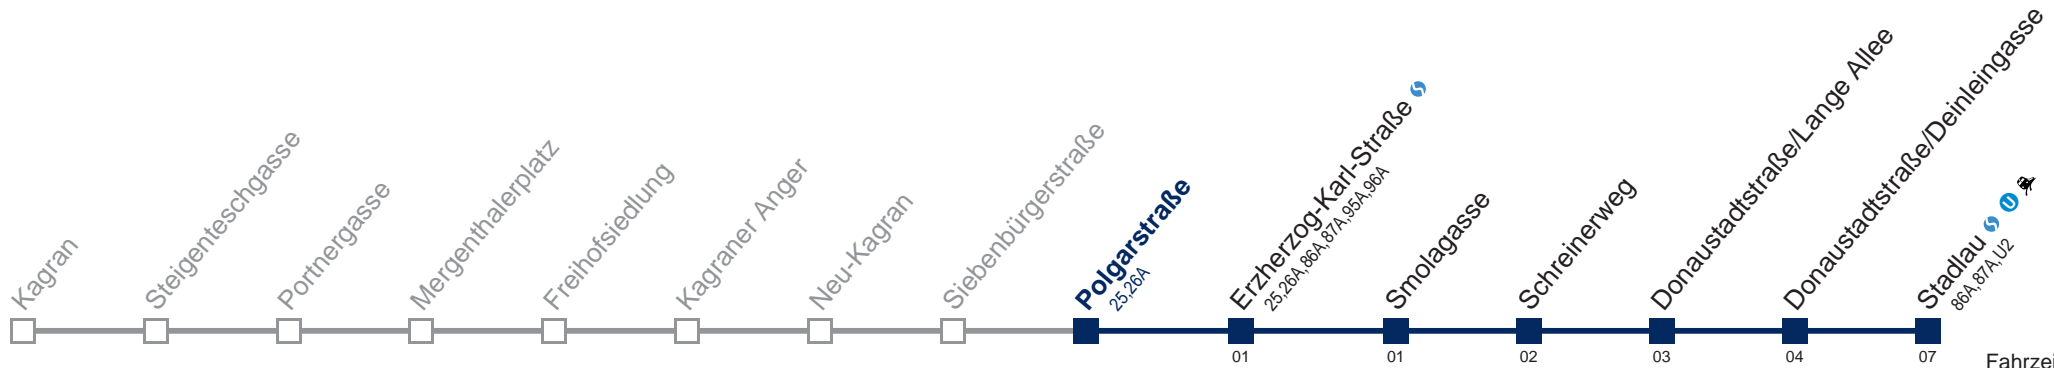 Kagran
Steigenteschgasse
Portnergasse
Mergenthalerplatz
Freihofsiedlung
Kagraner Anger
Neu-Kagran
Siebenbürgerstraße
Polgarstraße
25,26A
Erzherzog-Karl-Straße
25,26A,86A,87A,95A,96A
Smolagasse
Schreinerweg
Donaustadtstraße/Lange Allee
Donaustadtstraße/Deinleingasse
Stadlau U
86A,87A,U2
01
01
02
03
04
07
Fahrzei